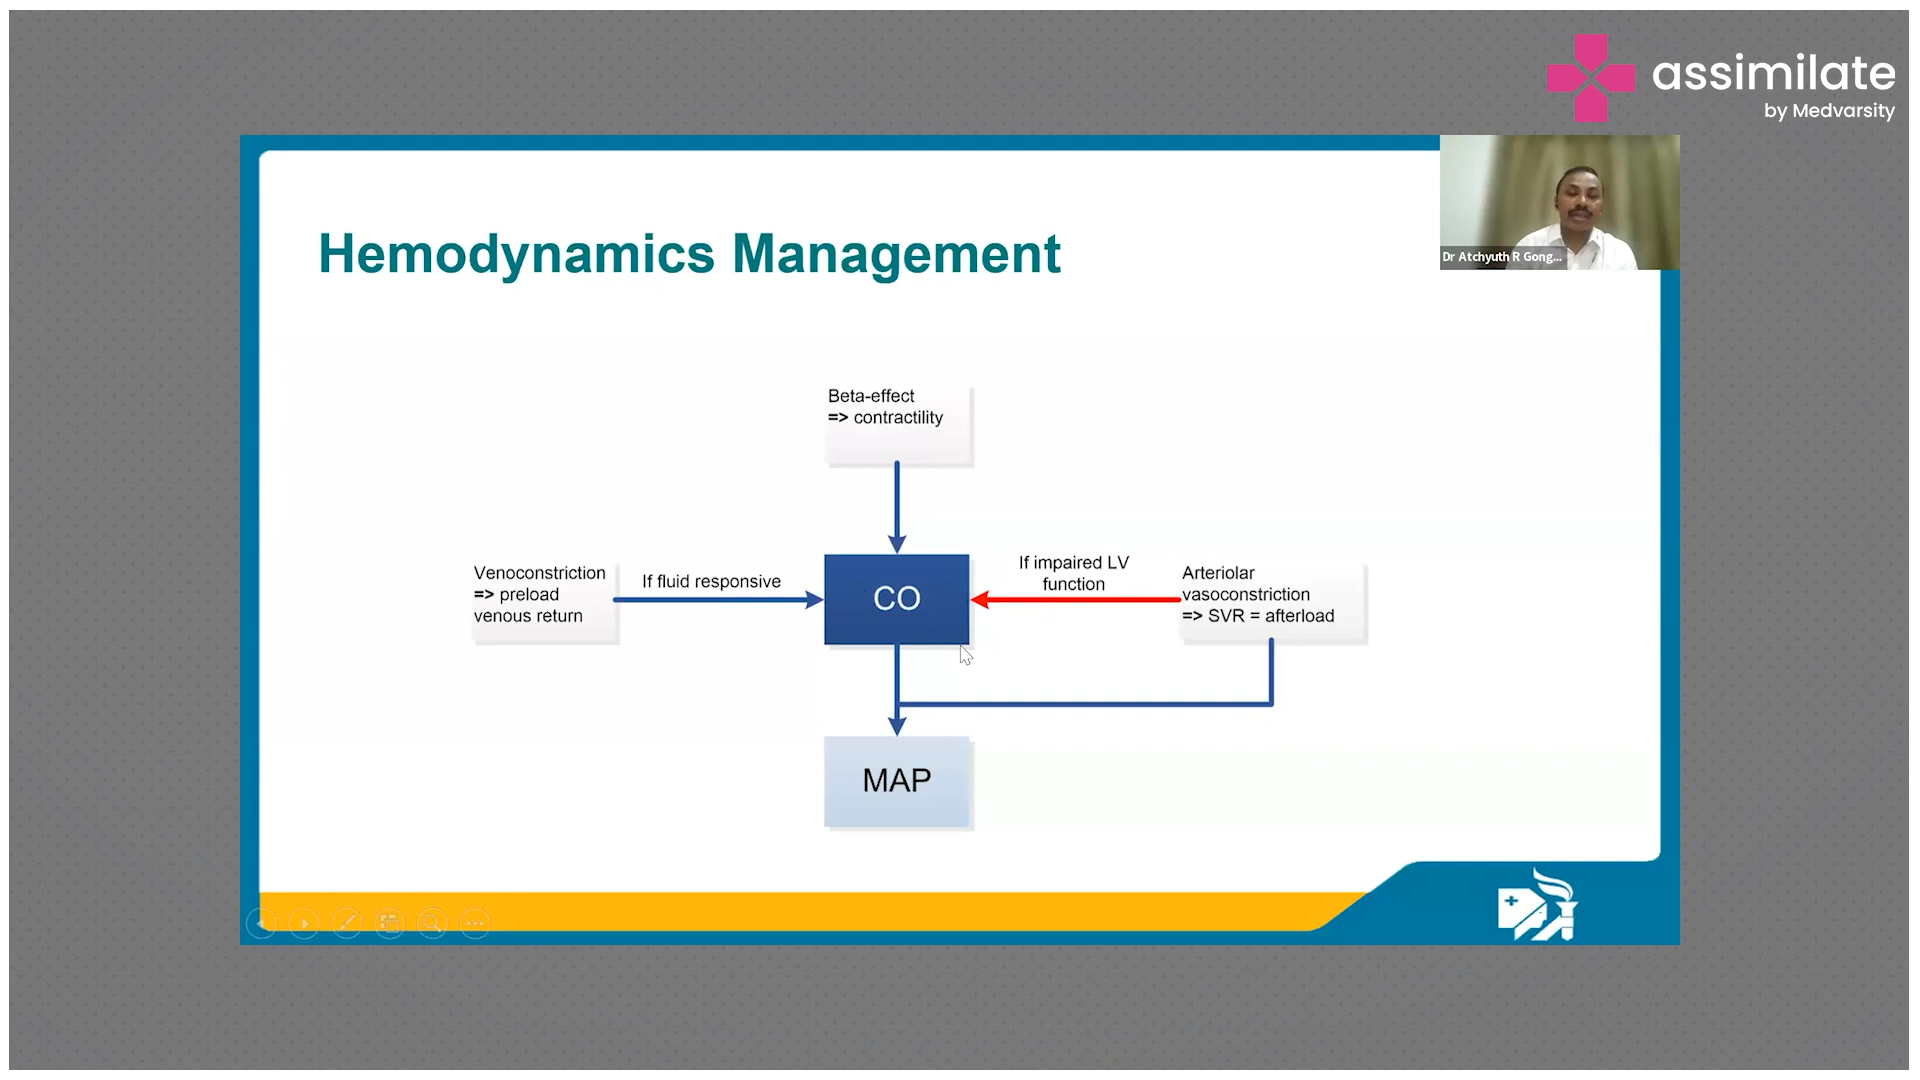 assimilate
by Medvarsity
Dr Atchyuth R Gong...
Hemodynamics Management
Beta-effect
=> contractility
Venoconstriction
=> preload
venous return
If fluid responsive
CO
If impaired LV
function
Arteriolar
vasoconstriction
=> SVR = afterload
MAP